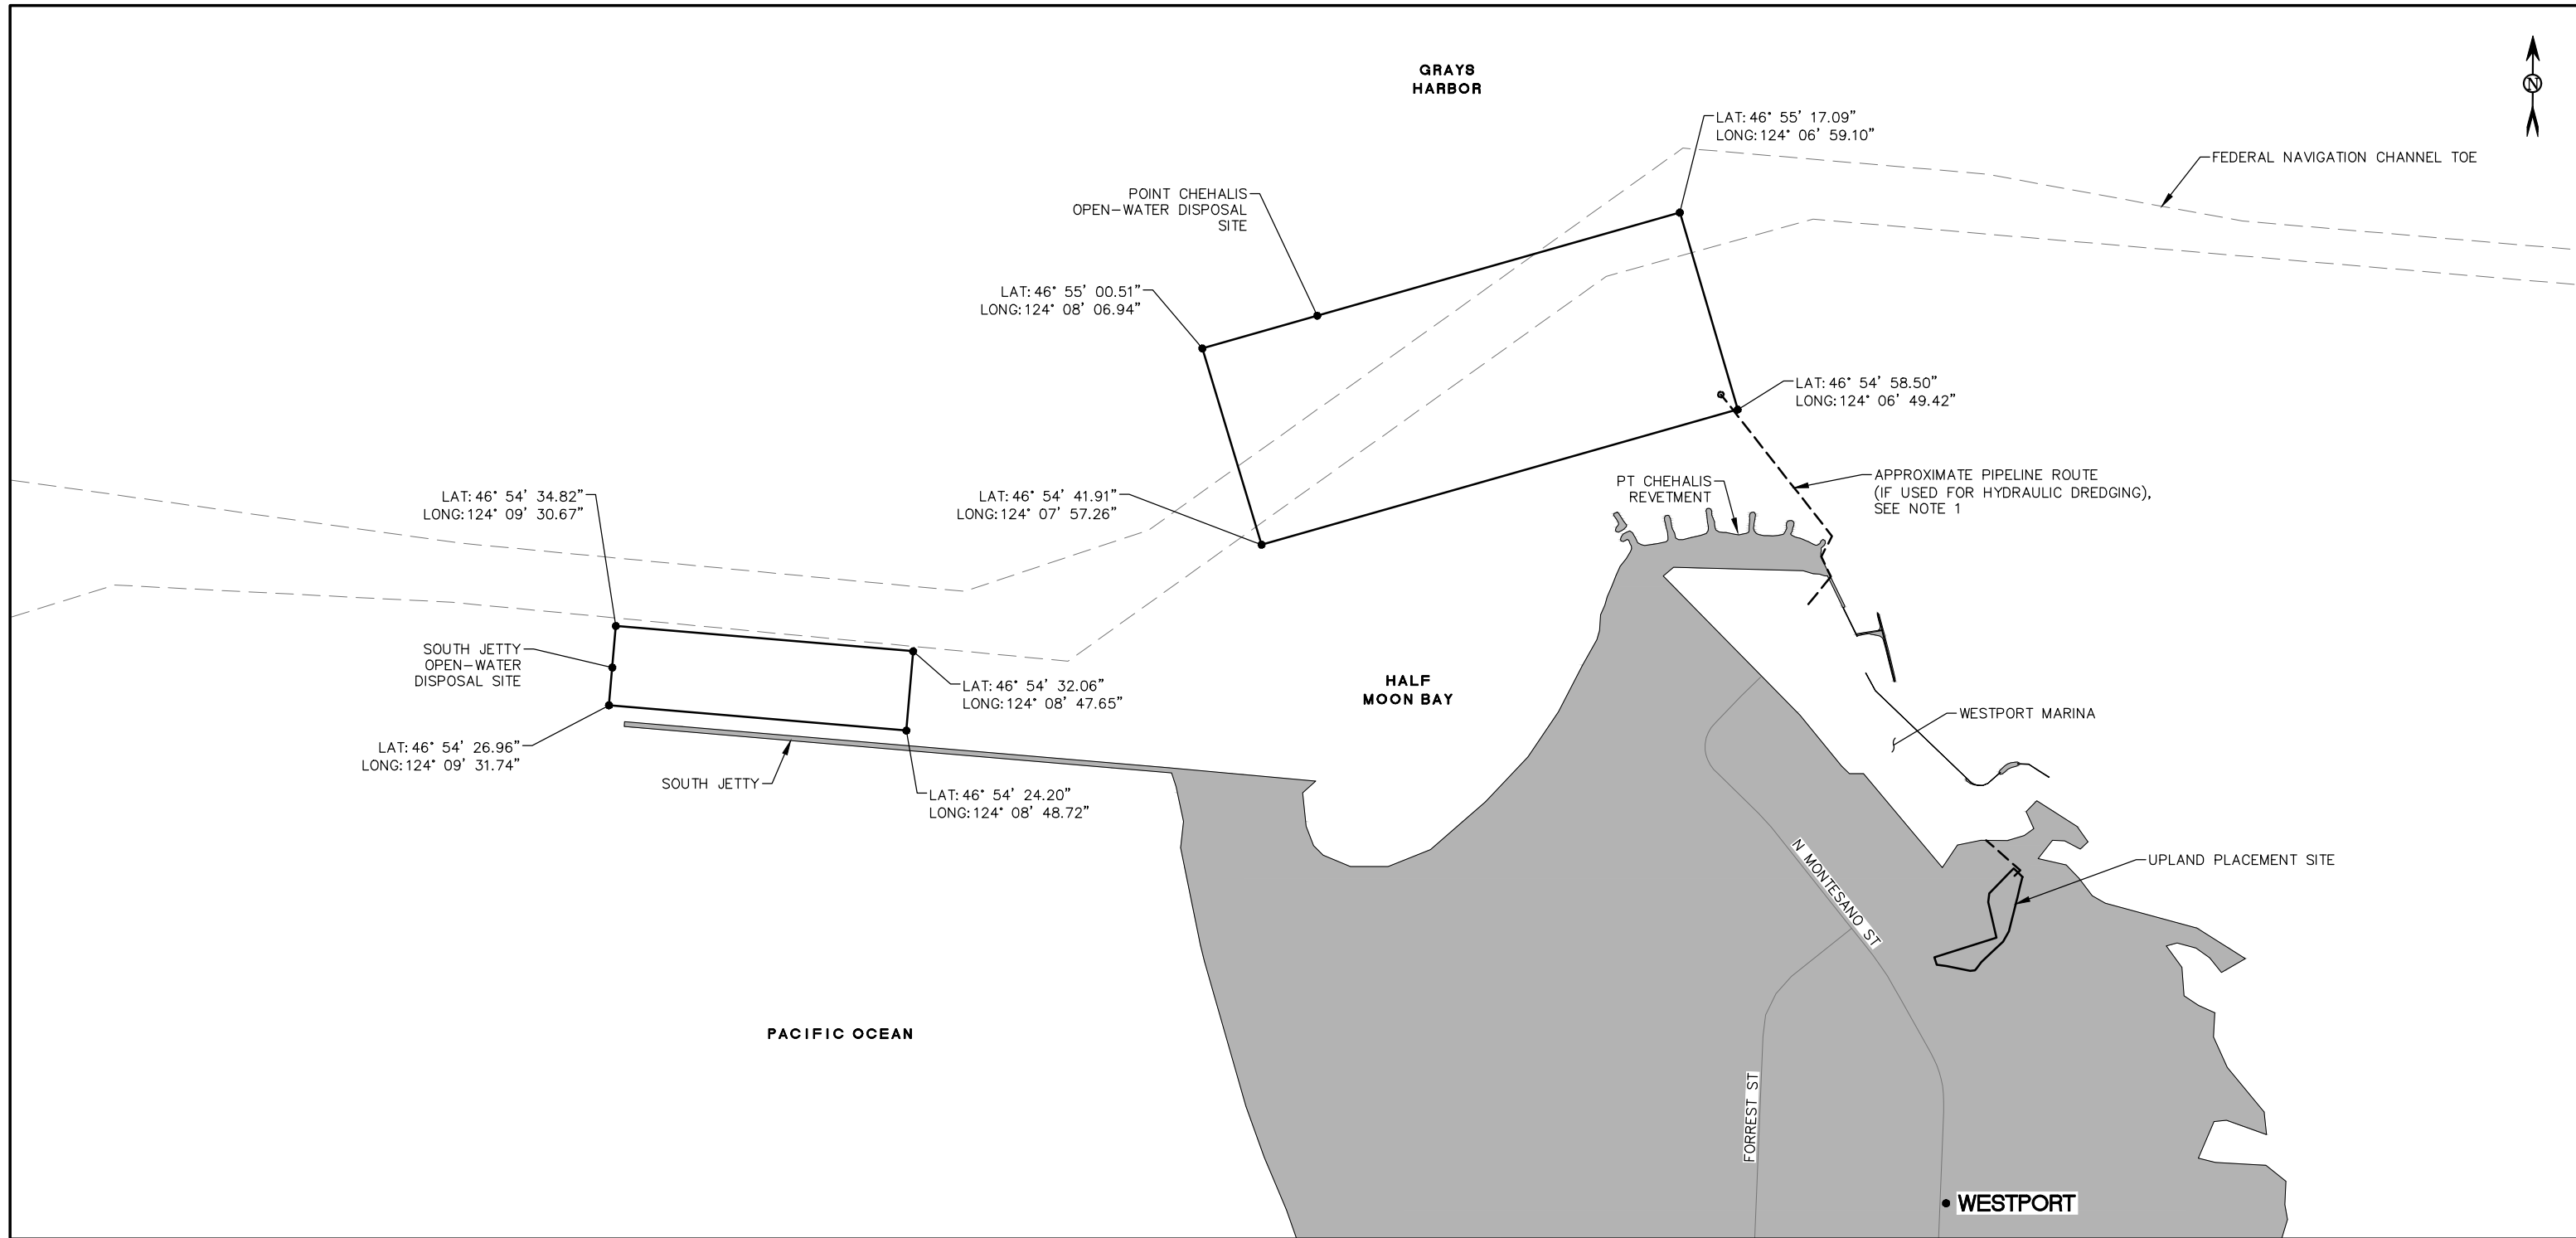 GRAYS
HARBOR
N
LAT: 46° 55' 17.09"
LONG: 124° 06' 59.10"
FEDERAL NAVIGATION CHANNEL TOE
POINT CHEHALIS
OPEN-WATER DISPOSAL
SITE
LAT: 46° 55' 00.51"
LONG: 124° 08' 06.94"
LAT: 46° 54' 58.50"
LONG: 124° 06' 49.42"
LAT: 46° 54' 34.82"
LONG: 124° 09' 30.67"
LAT: 46° 54' 41.91"
LONG: 124° 07' 57.26"
PT CHEHALIS
REVETMENT
APPROXIMATE PIPELINE ROUTE
(IF USED FOR HYDRAULIC DREDGING),
SEE NOTE 1
SOUTH JETTY
OPEN-WATER
DISPOSAL SITE
LAT: 46° 54' 32.06"
LONG: 124° 08' 47.65"
HALF
MOON BAY
WESTPORT MARINA
LAT: 46° 54' 26.96"
LONG: 124° 09' 31.74"
SOUTH JETTY
LAT: 46° 54' 24.20"
LONG: 124° 08' 48.72"
N MONTESANO ST
UPLAND PLACEMENT SITE
PACIFIC OCEAN
FORREST ST
WESTPORT